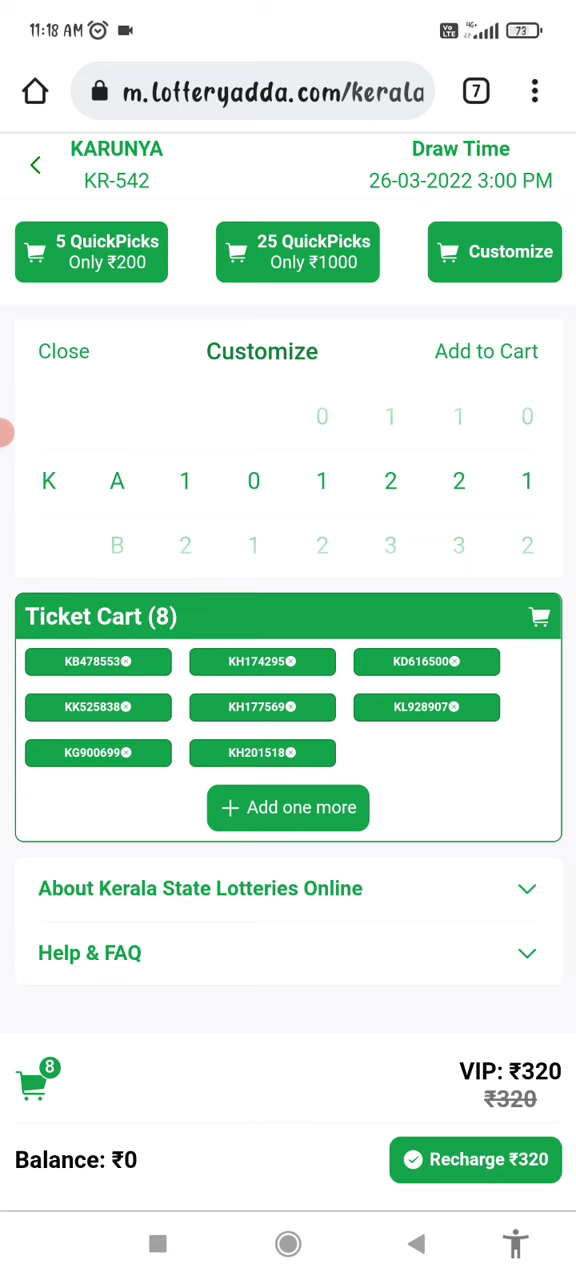 11:18 AM
Vo LTE 4G 73
m.lotteryadda.com/kerala 7
KARUNYA Draw Time
KR-542 26-03-2022 3:00 PM
5 QuickPicks 25 QuickPicks Customize
Only ₹200 Only ₹1000
Close Customize Add to Cart
0 1 1 0
K A 1 0 1 2 2 1
B 2 1 2 3 3 2
Ticket Cart (8)
KB478553 KH174295 KD616500
KK525838 KH177569 KL928907
KG900699 KH201518
+ Add one more
About Kerala State Lotteries Online
Help & FAQ
8
VIP: ₹320
₹320
Balance: ₹0 Recharge ₹320